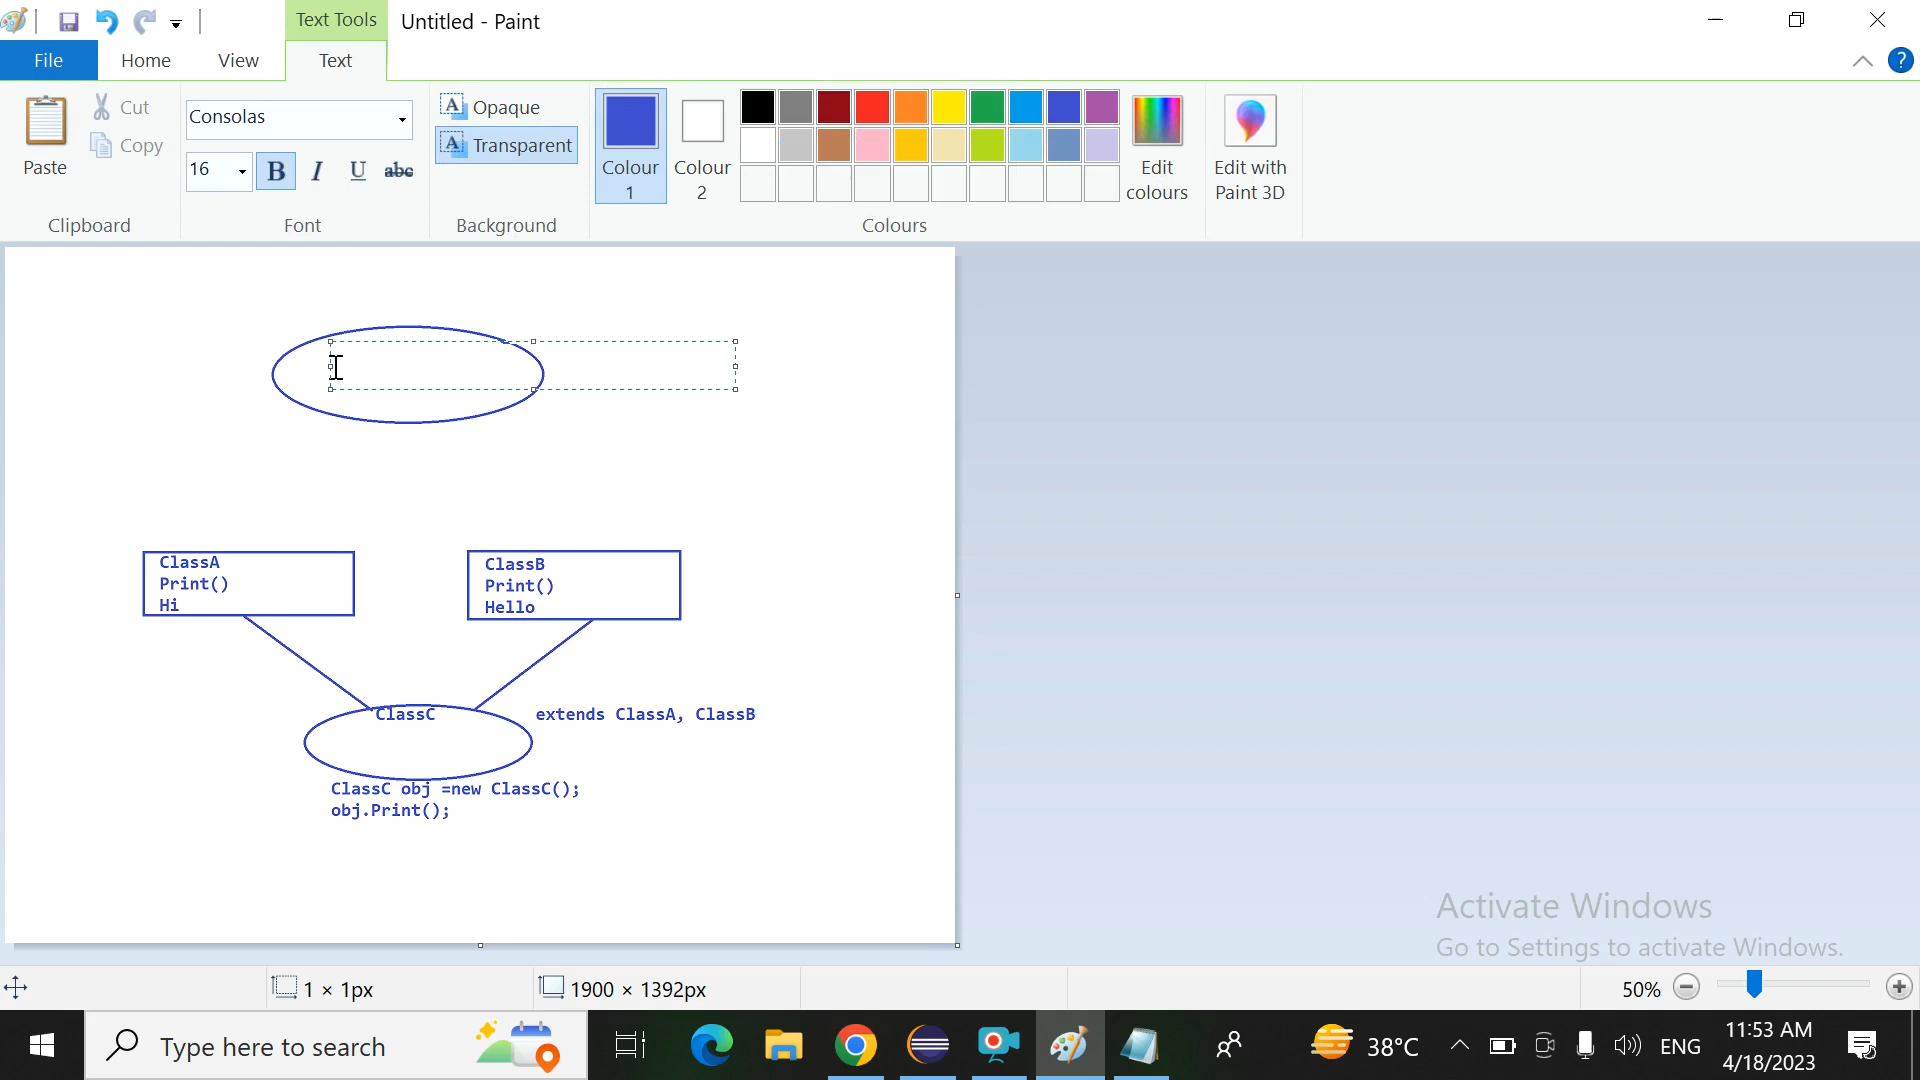 Text Tools
Untitled - Paint
File
Home
View
Text
Paste
Cut
Copy
Clipboard
Consolas
16
B
I
U
abc
Font
A Opaque
A Transparent
Background
Colour 1
Colour 2
Edit colours
Colours
Edit with Paint 3D
ClassA
Print()
Hi
ClassB
Print()
Hello
ClassC
extends ClassA, ClassB
ClassC obj =new ClassC();
obj.Print();
Activate Windows
Go to Settings to activate Windows.
1 × 1px
1900 × 1392px
50%
Type here to search
38°C
ENG
11:53 AM
4/18/2023